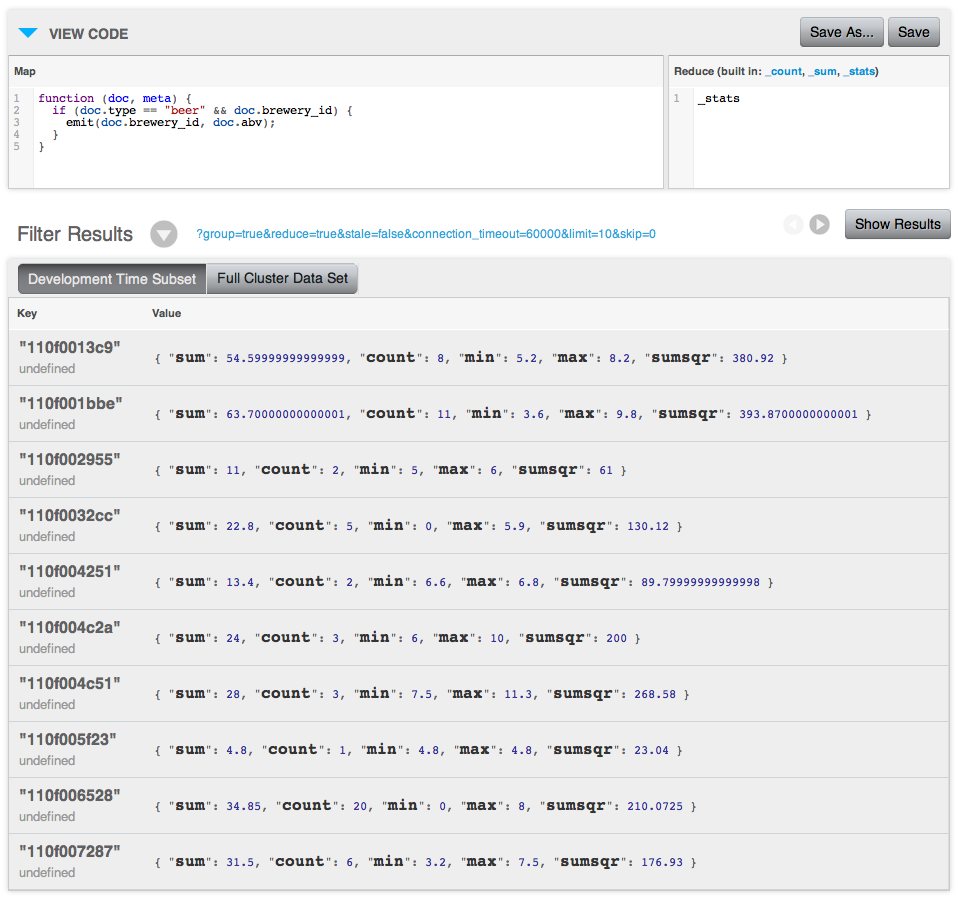 VIEW CODE
Save As...
Save
Map
Reduce (built in: _count, _sum, _stats)
1 function (doc, meta) {
2 if (doc.type == "beer" && doc.brewery_id) {
3 emit(doc.brewery_id, doc.abv);
4 }
5 }
1 _stats
Filter Results
?group=true&reduce=true&stale=false&connection_timeout=60000&limit=10&skip=0
Show Results
Development Time Subset
Full Cluster Data Set
Key Value
"110f0013c9"
undefined
{ "sum": 54.59999999999999, "count": 8, "min": 5.2, "max": 8.2, "sumsqr": 380.92 }
"110f001bbe"
undefined
{ "sum": 63.70000000000001, "count": 11, "min": 3.6, "max": 9.8, "sumsqr": 393.8700000000001 }
"110f002955"
undefined
{ "sum": 11, "count": 2, "min": 5, "max": 6, "sumsqr": 61 }
"110f0032cc"
undefined
{ "sum": 22.8, "count": 5, "min": 0, "max": 5.9, "sumsqr": 130.12 }
"110f004251"
undefined
{ "sum": 13.4, "count": 2, "min": 6.6, "max": 6.8, "sumsqr": 89.79999999999998 }
"110f004c2a"
undefined
{ "sum": 24, "count": 3, "min": 6, "max": 10, "sumsqr": 200 }
"110f004c51"
undefined
{ "sum": 28, "count": 3, "min": 7.5, "max": 11.3, "sumsqr": 268.58 }
"110f005f23"
undefined
{ "sum": 4.8, "count": 1, "min": 4.8, "max": 4.8, "sumsqr": 23.04 }
"110f006528"
undefined
{ "sum": 34.85, "count": 20, "min": 0, "max": 8, "sumsqr": 210.0725 }
"110f007287"
undefined
{ "sum": 31.5, "count": 6, "min": 3.2, "max": 7.5, "sumsqr": 176.93 }